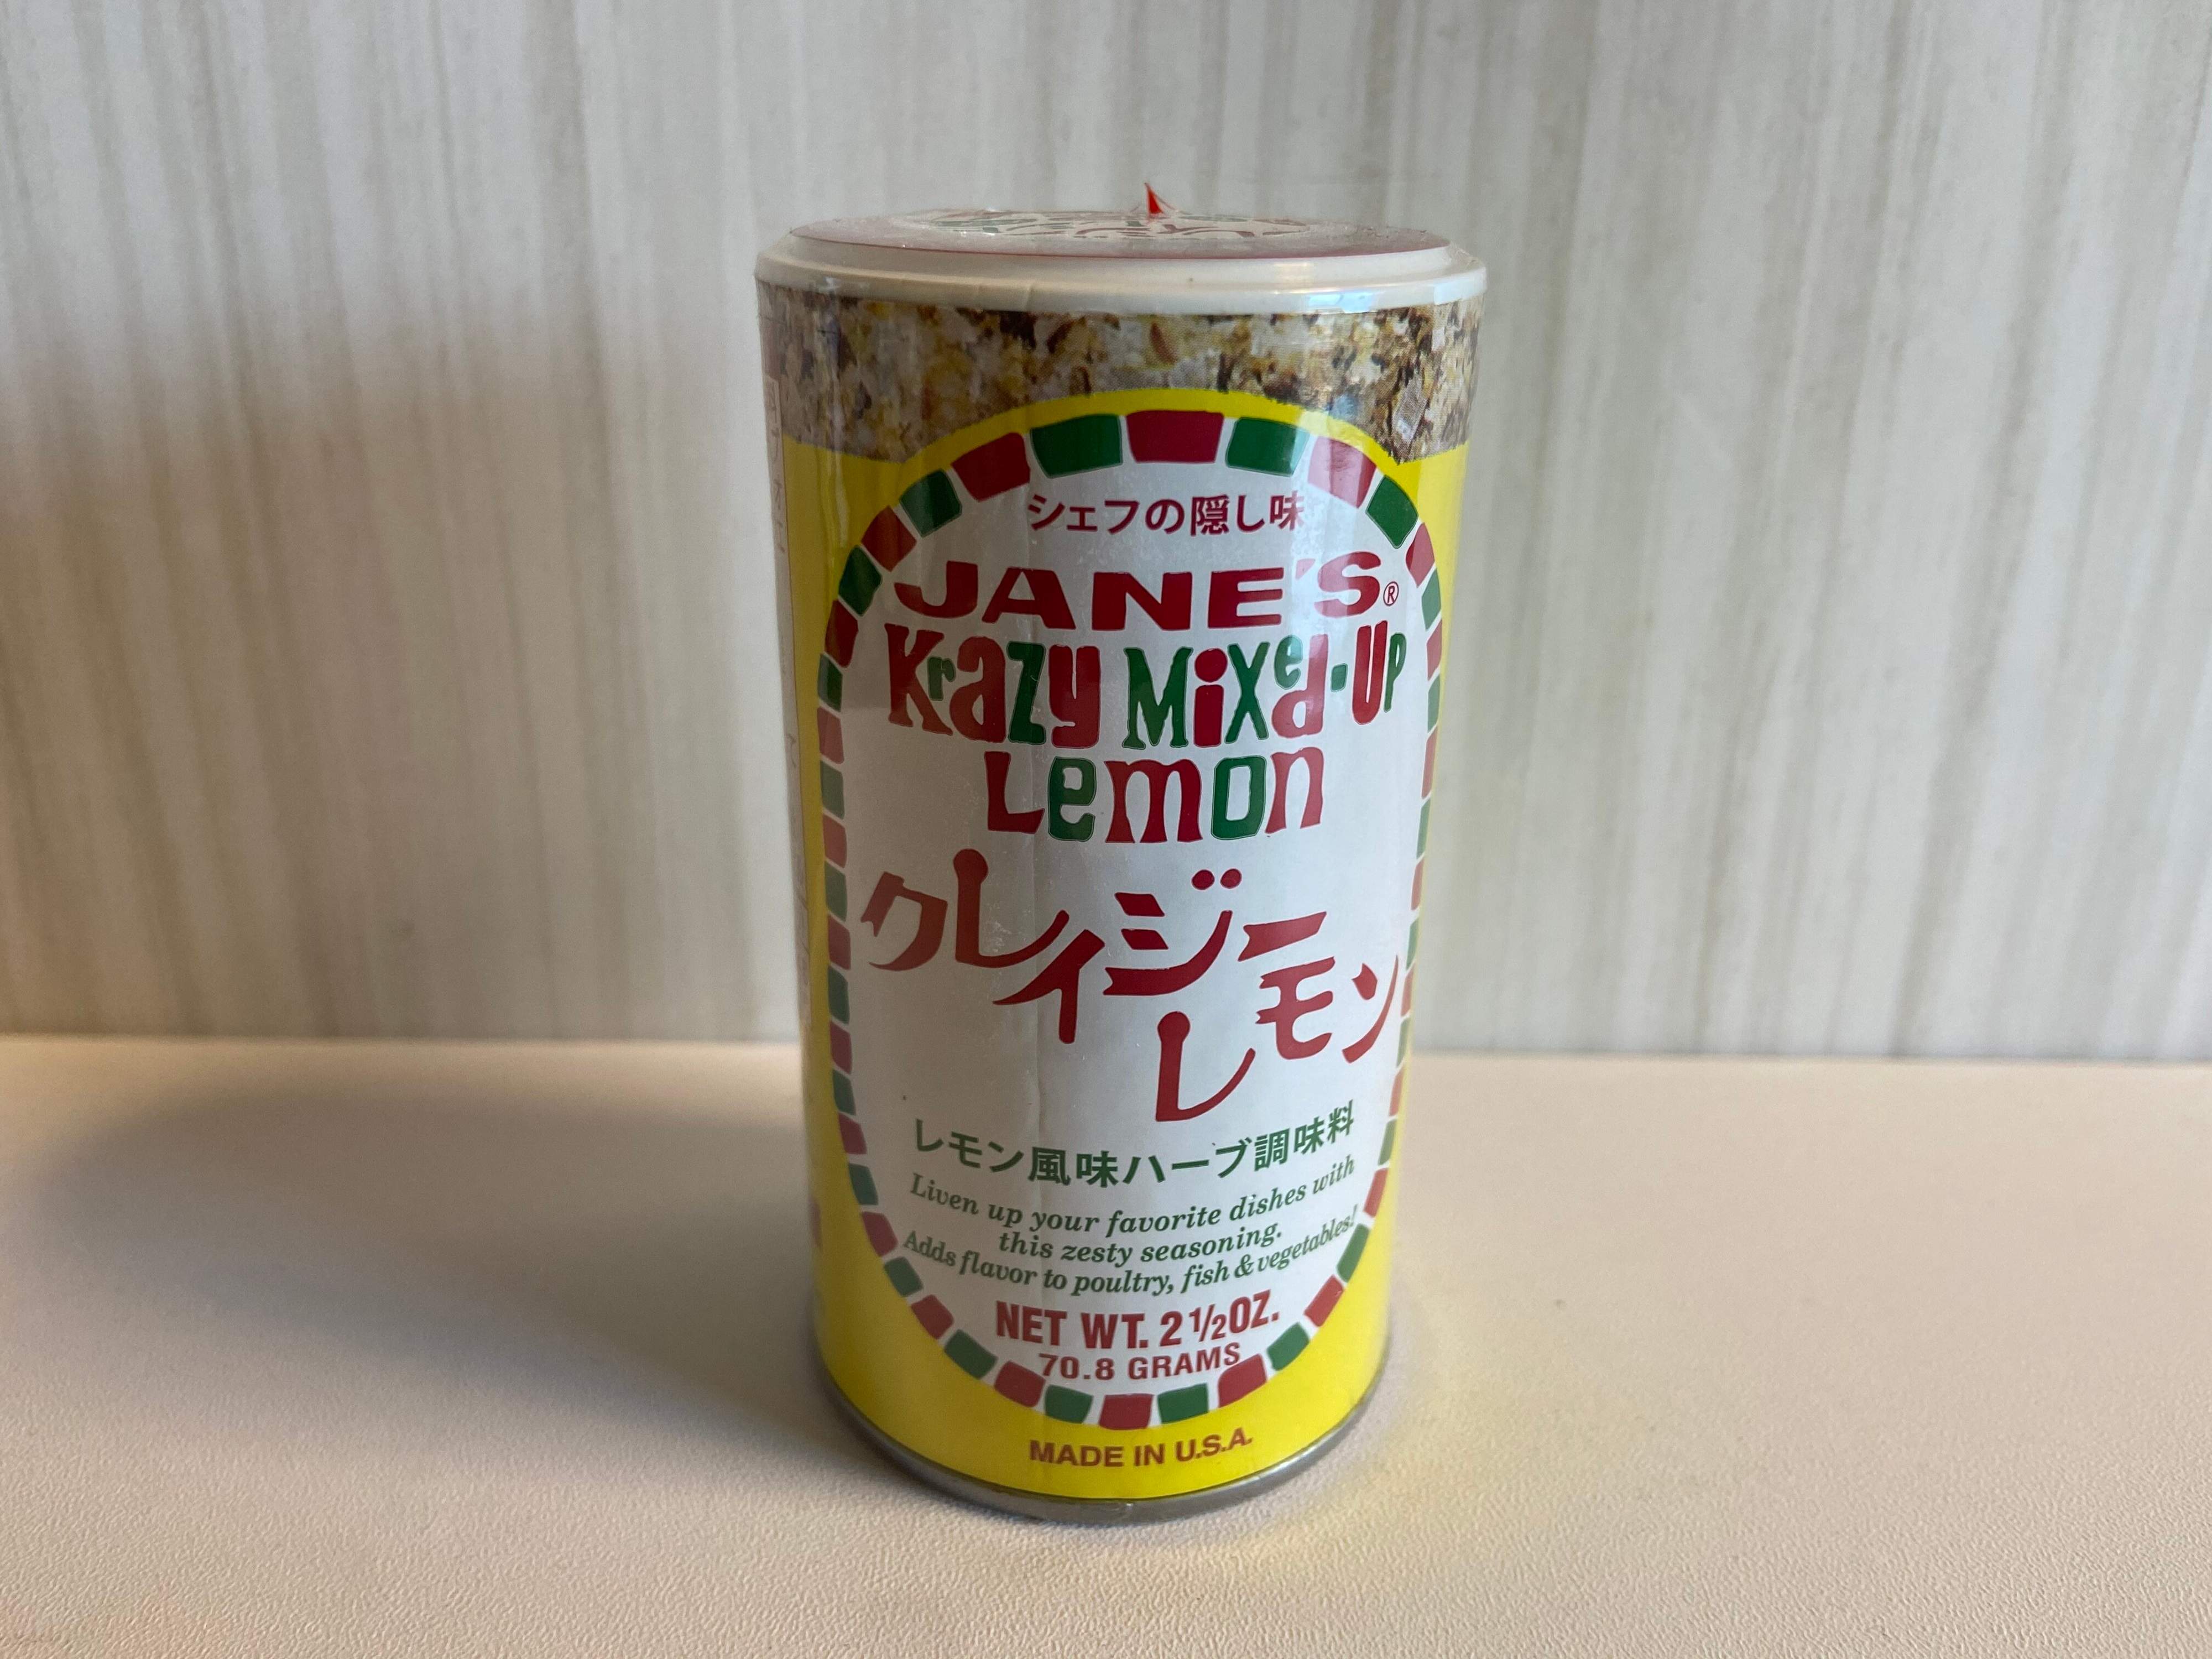 シェフの隠し味
JANE'S®
Krazy Mixed-Up
Lemon
クレイジー
レモン
レモン風味ハーブ調味料
Liven up your favorite dishes with
this zesty seasoning.
Adds flavor to poultry, fish & vegetables!
NET WT. 2 1/2 OZ.
70.8 GRAMS
MADE IN U.S.A.